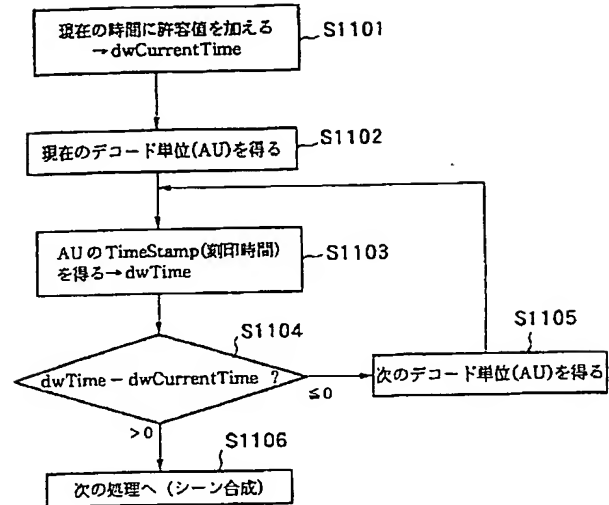 現在の時間に許容値を加える
→dwCurrentTime
S1101
現在のデコード単位(AU)を得る
S1102
AUのTimeStamp(刻印時間)
を得る→dwTime
S1103
S1104
dwTime − dwCurrentTime ?
≦0
>0
S1105
次のデコード単位(AU)を得る
S1106
次の処理へ (シーン合成)